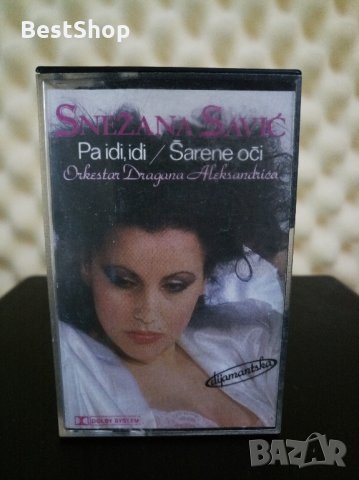 BestShop
SNEŽANA SAVIĆ
Pa idi, idi / Šarene oči
Orkestar Dragana Aleksandrića
dijamantska
DOLBY SYSTEM
BAZAR